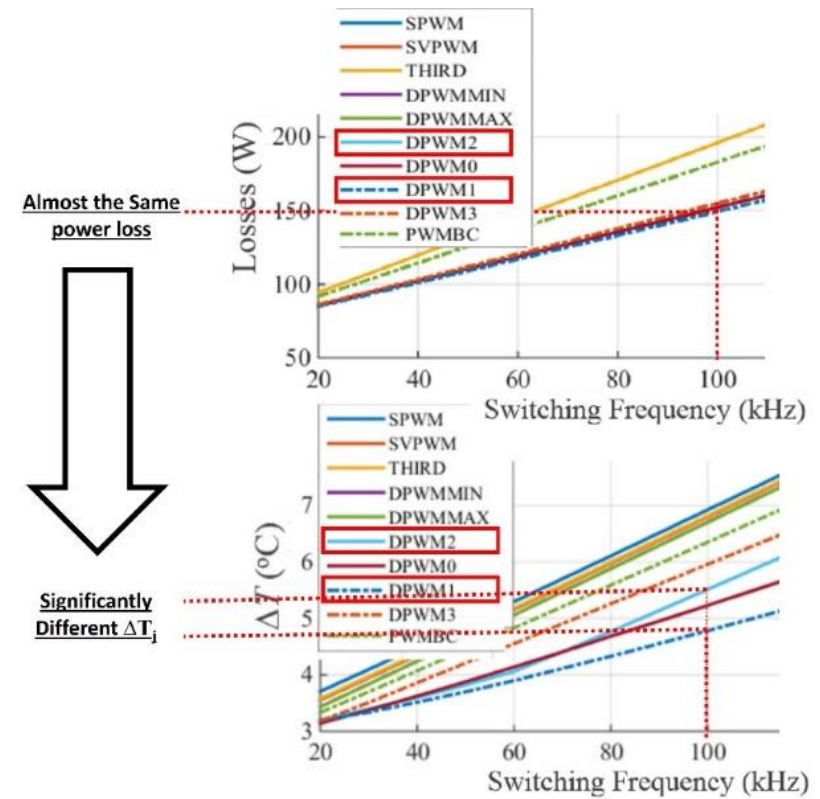 SPWM
SVPWM
THIRD
DPWMMIN
DPWMMAX
DPWM2
DPWM0
DPWM1
DPWM3
PWMBC
Losses (W)
200
150
100
50
20
40
60
80
100
Switching Frequency (kHz)
Almost the Same
power loss
SPWM
SVPWM
THIRD
DPWMMIN
DPWMMAX
DPWM2
DPWM0
DPWM1
DPWM3
PWMBC
ΔT (oC)
7
6
5
4
3
20
40
60
80
100
Switching Frequency (kHz)
Significantly
Different ΔTj